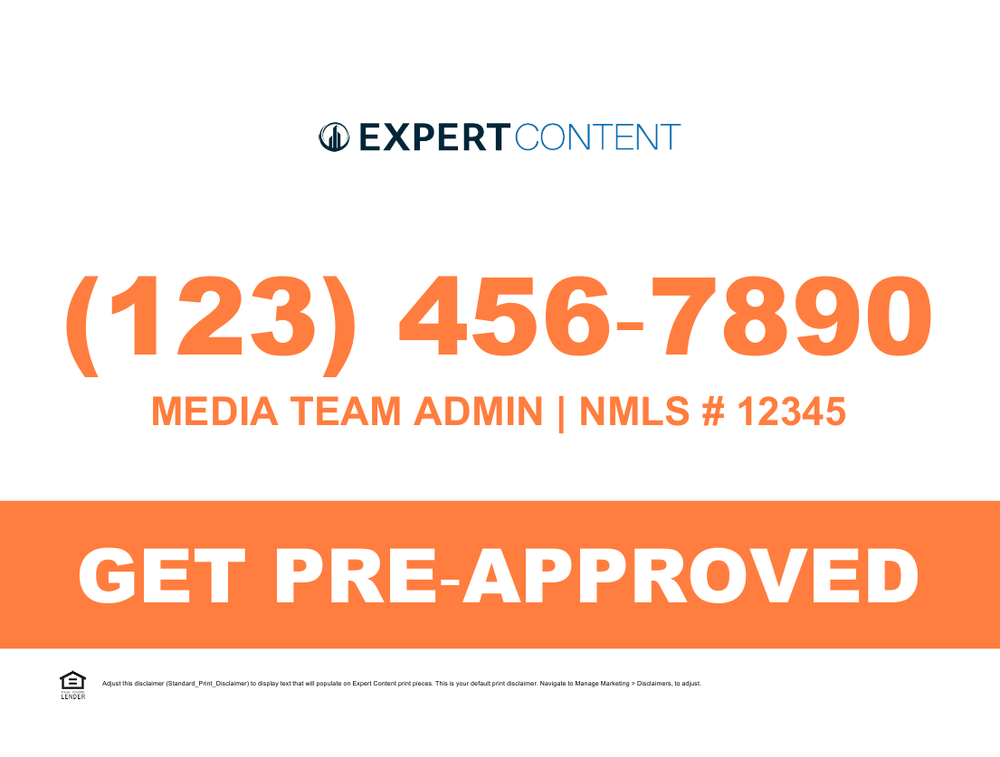 EXPERTCONTENT
(123) 456-7890
MEDIA TEAM ADMIN | NMLS # 12345
GET PRE-APPROVED
Adjust this disclaimer (Standard_Print_Disclaimer) to display text that will populate on Expert Content print pieces. This is your default print disclaimer. Navigate to Manage Marketing > Disclaimers, to adjust.
EQUAL HOUSING
LENDER